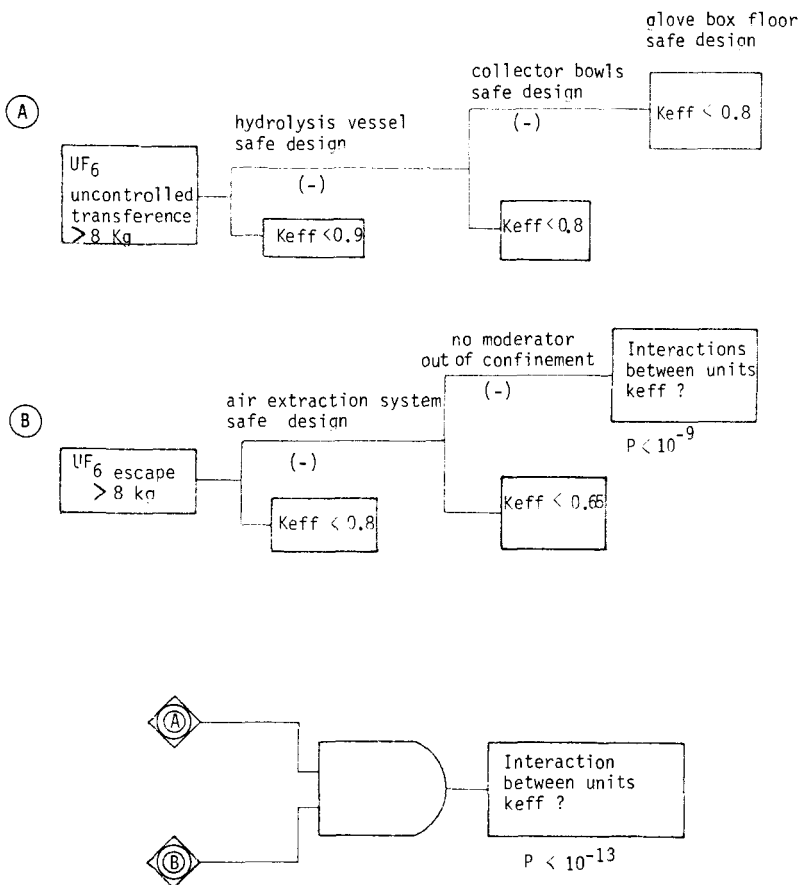 glove box floor
safe design
collector bowls
safe design
(-)
Keff < 0.8
A
hydrolysis vessel
safe design
(-)
UF6
uncontrolled
transference
> 8 Kg
Keff <0.9
Keff<0.8
no moderator
out of confinement
(-)
Interactions
between units
keff ?
P < 10-9
B
air extraction system
safe design
(-)
UF6 escape
> 8 kg
Keff < 0.8
Keff < 0.65
A
Interaction
between units
keff ?
B
P < 10-13